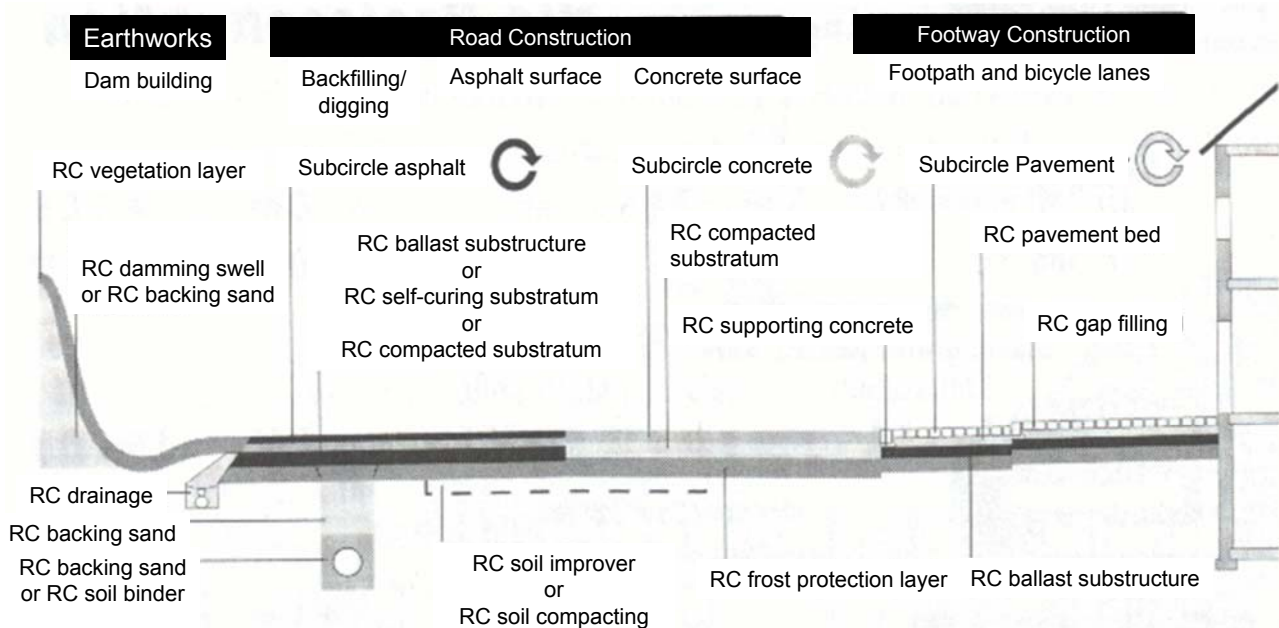 Earthworks
Road Construction
Footway Construction
Dam building
Backfilling/
digging
Asphalt surface
Concrete surface
Footpath and bicycle lanes
RC vegetation layer
Subcircle asphalt
Subcircle concrete
Subcircle Pavement
RC damming swell
or RC backing sand
RC ballast substructure
or
RC self-curing substratum
or
RC compacted substratum
RC compacted
substratum
RC pavement bed
RC supporting concrete
RC gap filling
RC drainage
RC backing sand
RC backing sand
or RC soil binder
RC soil improver
or
RC soil compacting
RC frost protection layer
RC ballast substructure